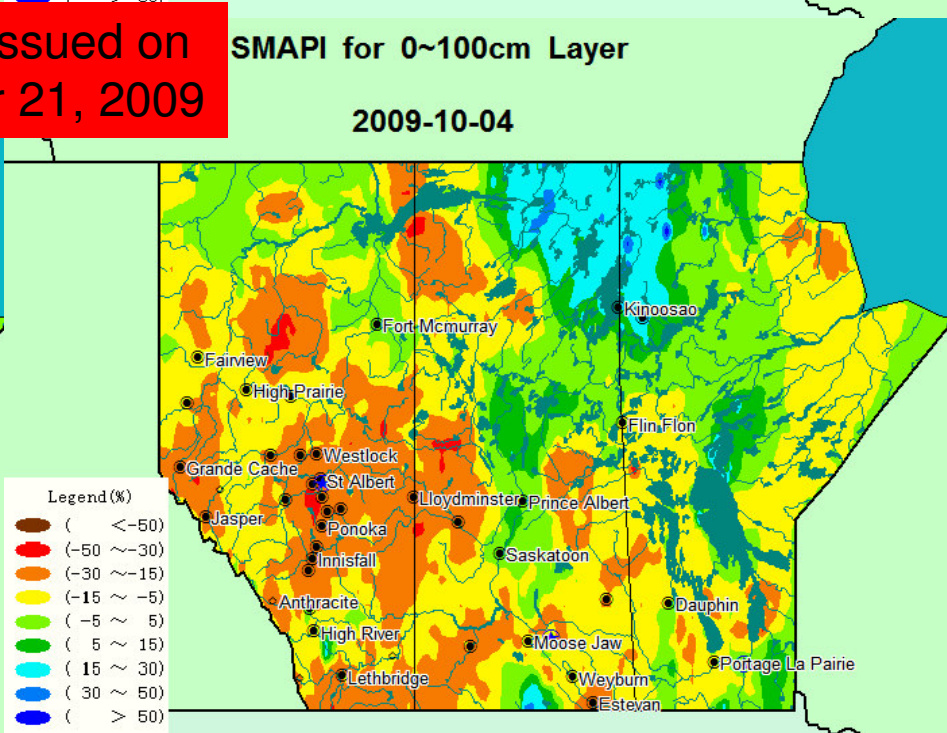 ssued on
21, 2009
SMAPI for 0~100cm Layer
2009-10-04
Kinoosao
Fort Mcmurray
Fairview
High Prairie
Flin Flon
Westlock
Grande Cache
St Albert
Lloydminster
Prince Albert
Jasper
Ponoka
Innisfall
Saskatoon
Anthracite
Dauphin
High River
Moose Jaw
Portage La Pairie
Lethbridge
Weyburn
Estevan
Legend(%)
( <-50)
(-50 ~-30)
(-30 ~-15)
(-15 ~ -5)
( -5 ~ 5)
( 5 ~ 15)
( 15 ~ 30)
( 30 ~ 50)
( > 50)